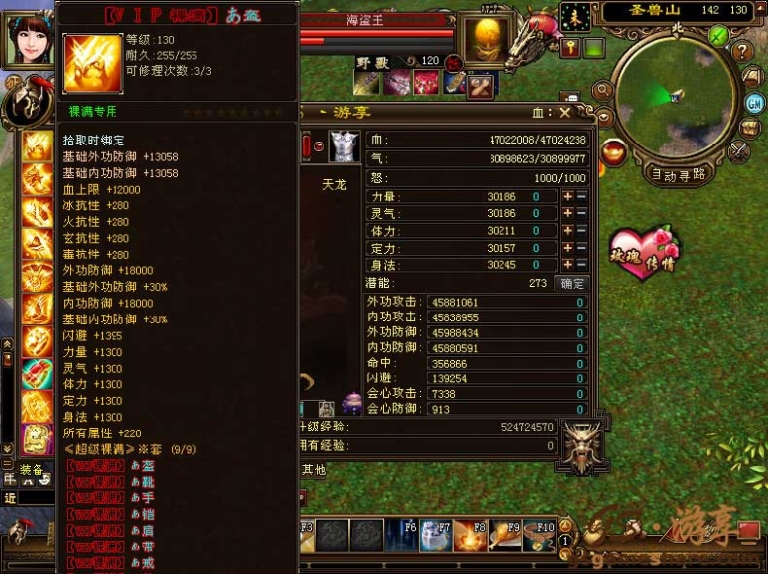 【VIP 裸满】あ盔
等级:130
耐久:255/255
可修理次数:3/3
裸满专用
拾取时绑定
基础外功防御 +13058
基础内功防御 +13058
血上限 +12000
冰抗性 +280
火抗性 +280
玄抗性 +280
毒抗性 +280
外功防御 +18000
基础外功防御 +30%
内功防御 +18000
基础内功防御 +30%
闪避 +1395
力量 +1300
灵气 +1300
体力 +1300
定力 +1300
身法 +1300
所有属性 +220
≮超级裸满≯※套 (9/9)
【VIP裸满】あ盔
【VIP裸满】あ靴
【VIP裸满】あ手
【VIP裸满】あ铠
【VIP裸满】あ肩
【VIP裸满】あ带
【VIP裸满】あ戒
装备
近
海盗王
野兽
120
游享
血:
天龙
血: 47022008/47024238
气: 30898623/30899977
怒: 1000/1000
力量: 30186 0
灵气: 30186 0
体力: 30211 0
定力: 30157 0
身法: 30245 0
潜能: 273 确定
外功攻击: 45881061 0
内功攻击: 45838955 0
外功防御: 45988434 0
内功防御: 45880591 0
命中: 356866 0
闪避: 139254 0
会心攻击: 7338 0
会心防御: 913 0
升级经验: 524724570
拥有经验: 0
其他
F3 F6 F7 F8 F9 F10
1
圣兽山 142 130
北
GM
自动寻路
玫瑰传情
游享